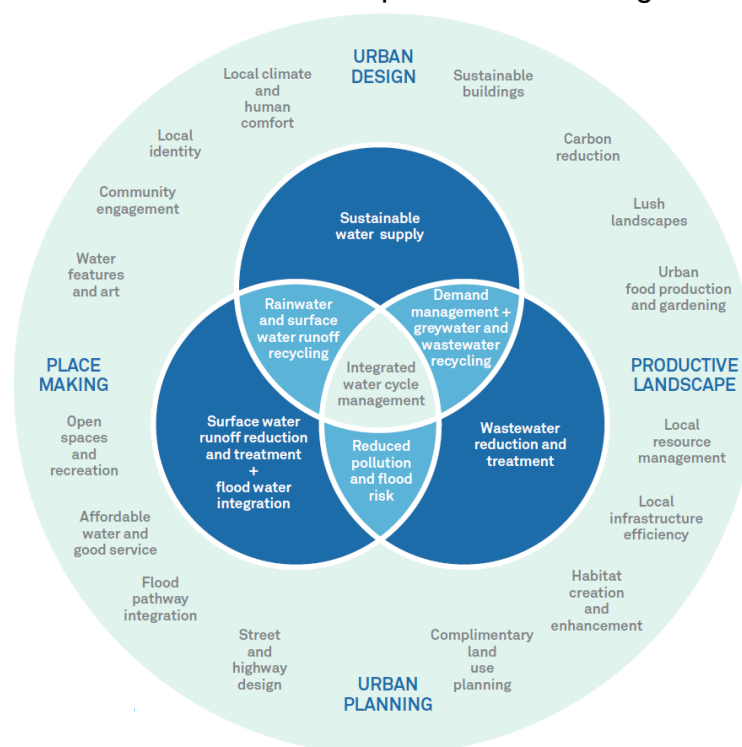 URBAN
DESIGN
Local climate
and
human
comfort
Sustainable
buildings
Local
identity
Carbon
reduction
Community
engagement
Lush
landscapes
Water
features
and art
Urban
food production
and gardening
Sustainable
water supply
Rainwater
and surface
water runoff
recycling
Demand
management +
greywater and
wastewater
recycling
Integrated
water cycle
management
PLACE
MAKING
PRODUCTIVE
LANDSCAPE
Surface water
runoff reduction
and treatment
+
flood water
integration
Reduced
pollution
and flood
risk
Wastewater
reduction and
treatment
Open
spaces
and
recreation
Local
resource
management
Affordable
water and
good service
Local
infrastructure
efficiency
Flood
pathway
integration
Habitat
creation
and
enhancement
Street
and
highway
design
Complimentary
land
use
planning
URBAN
PLANNING